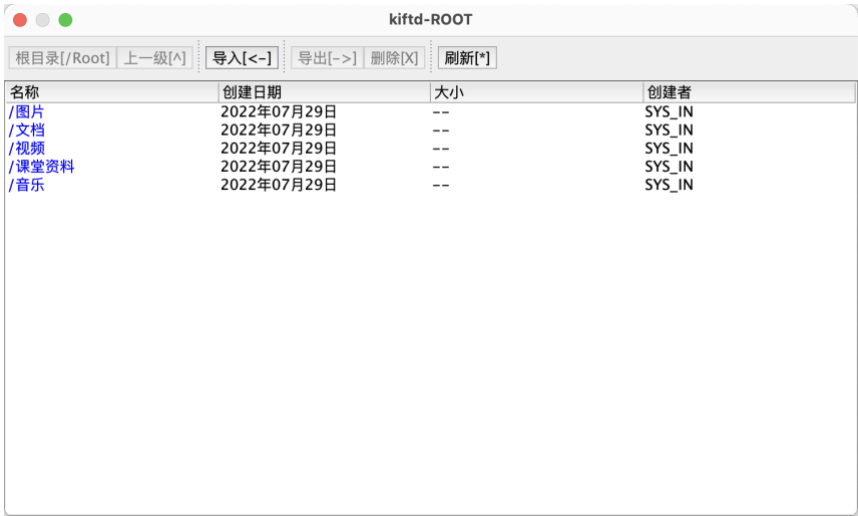 kiftd-ROOT
根目录[/Root] 上一级[^] 导入[<-] 导出[->] 删除[X] 刷新[*]
名称 创建日期 大小 创建者
/图片 2022年07月29日 -- SYS_IN
/文档 2022年07月29日 -- SYS_IN
/视频 2022年07月29日 -- SYS_IN
/课堂资料 2022年07月29日 -- SYS_IN
/音乐 2022年07月29日 -- SYS_IN